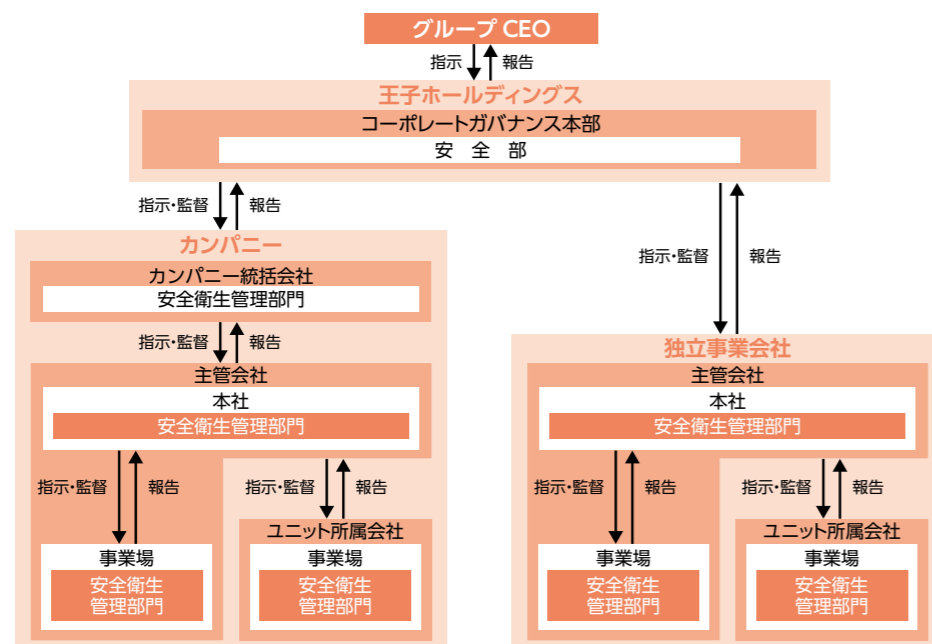 グループ CEO
指示
報告
王子ホールディングス
コーポレートガバナンス本部
安 全 部
指示・監督
報告
指示・監督
報告
カンパニー
カンパニー統括会社
安全衛生管理部門
指示・監督
報告
主管会社
本社
安全衛生管理部門
指示・監督
報告
指示・監督
報告
事業場
安全衛生
管理部門
ユニット所属会社
事業場
安全衛生
管理部門
独立事業会社
主管会社
本社
安全衛生管理部門
指示・監督
報告
指示・監督
報告
事業場
安全衛生
管理部門
ユニット所属会社
事業場
安全衛生
管理部門